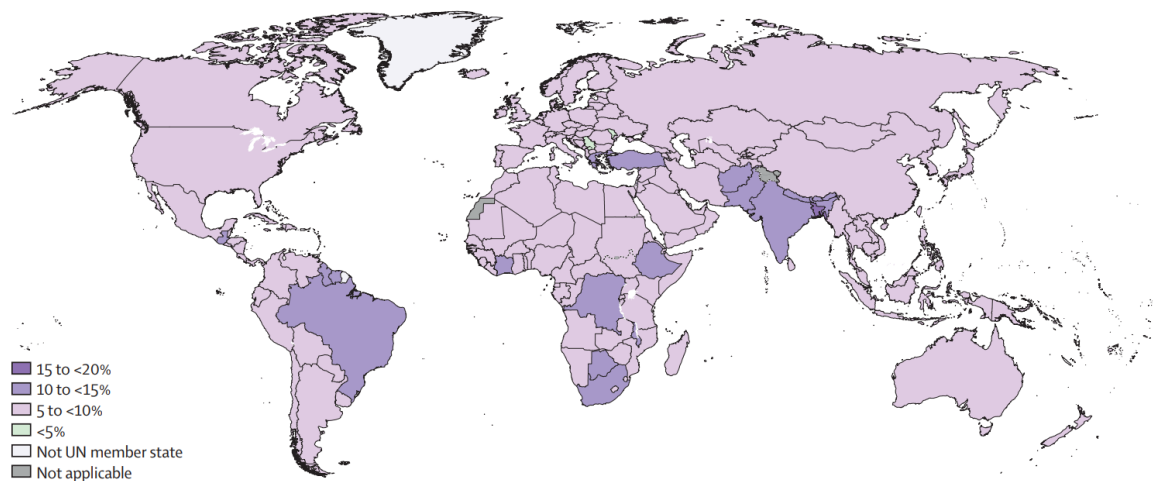 15 to <20%
10 to <15%
5 to <10%
<5%
Not UN member state
Not applicable